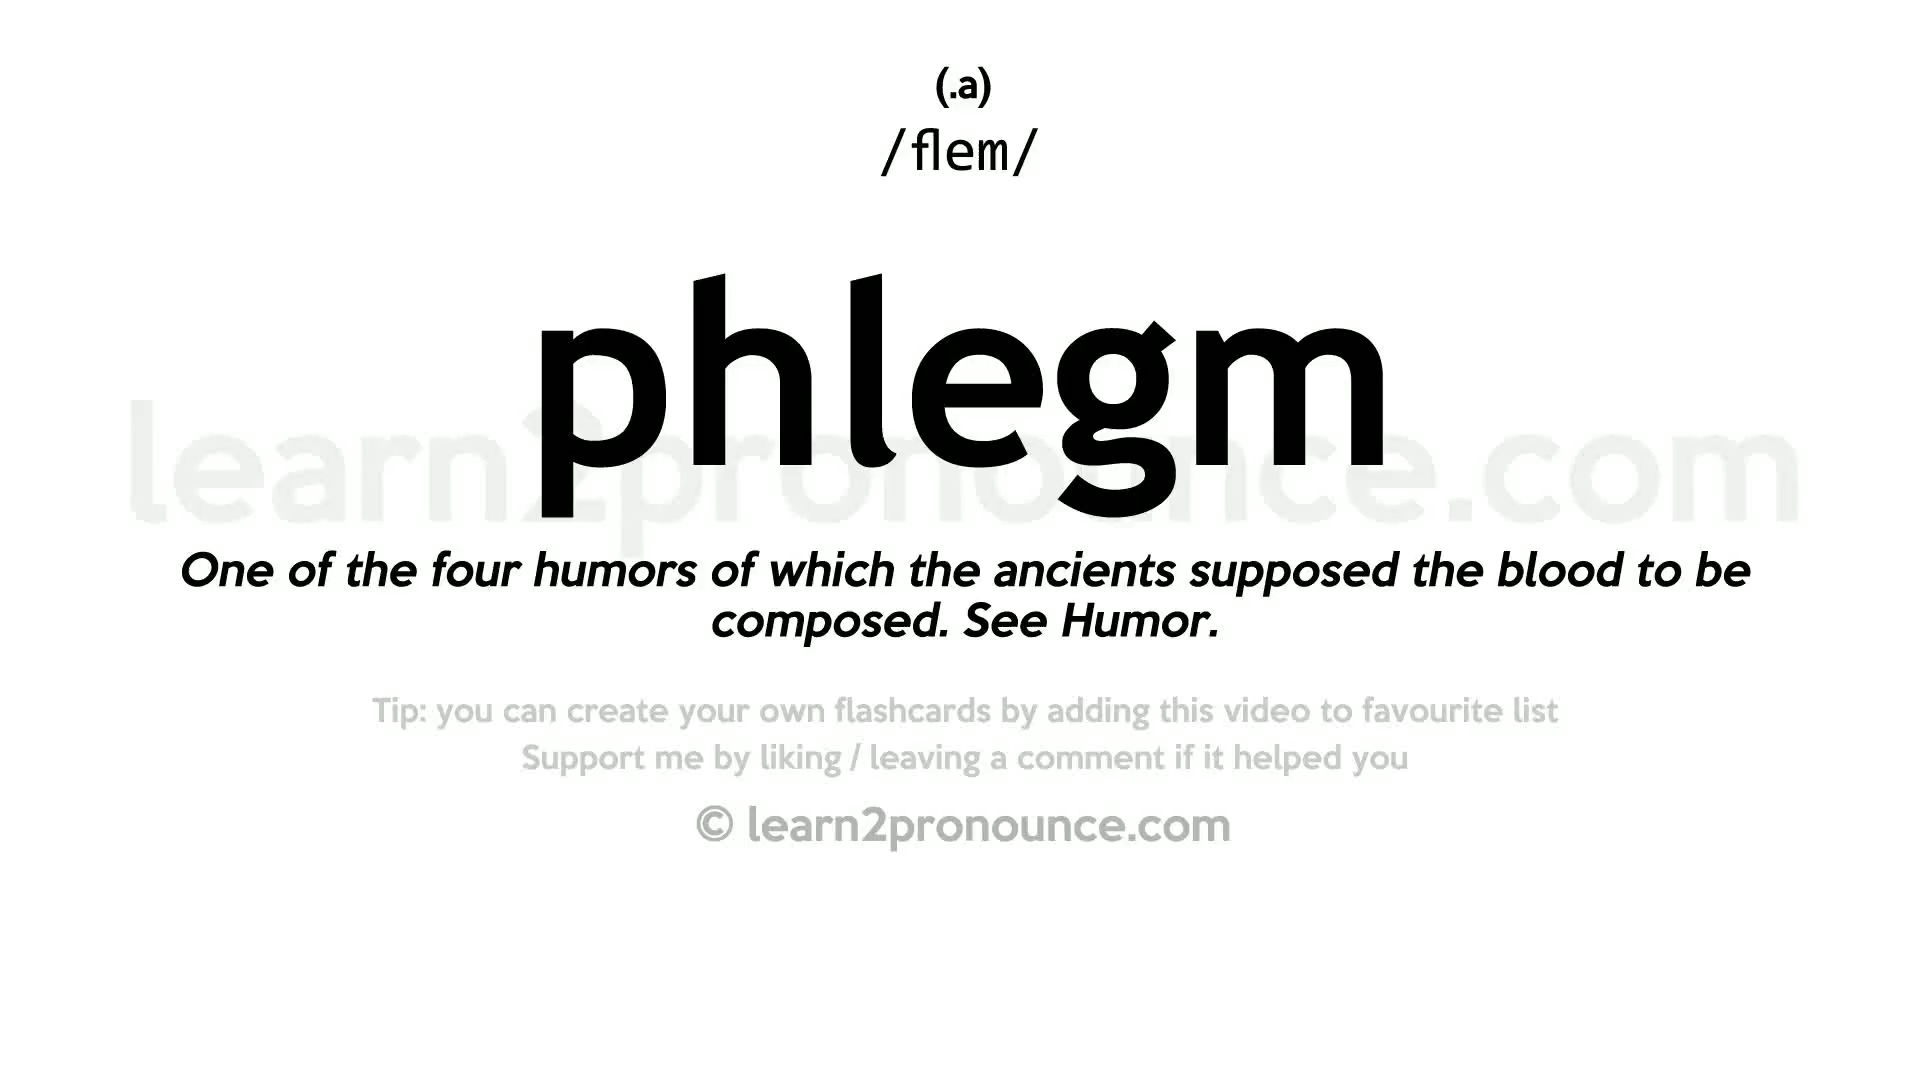 (.a)
/flem/
phlegm
learn2pronounce.com
One of the four humors of which the ancients supposed the blood to be
composed. See Humor.
Tip: you can create your own flashcards by adding this video to favourite list
Support me by liking / leaving a comment if it helped you
© learn2pronounce.com